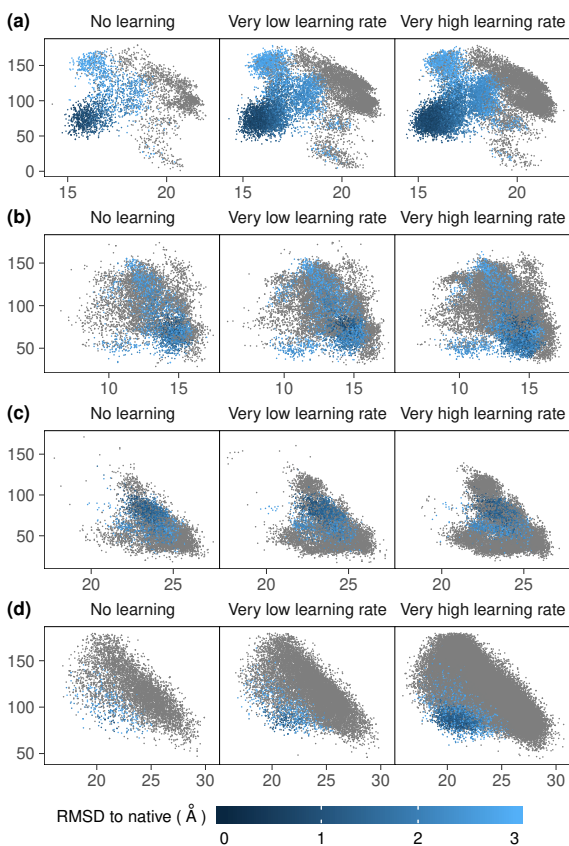 (a) No learning Very low learning rate Very high learning rate
150
100
50
0
15 20 15 20 15 20
(b) No learning Very low learning rate Very high learning rate
150
100
50
10 15 10 15 10 15
(c) No learning Very low learning rate Very high learning rate
150
100
50
20 25 20 25 20 25
(d) No learning Very low learning rate Very high learning rate
150
100
50
20 25 30 20 25 30 20 25 30
RMSD to native ( Å )
0 1 2 3